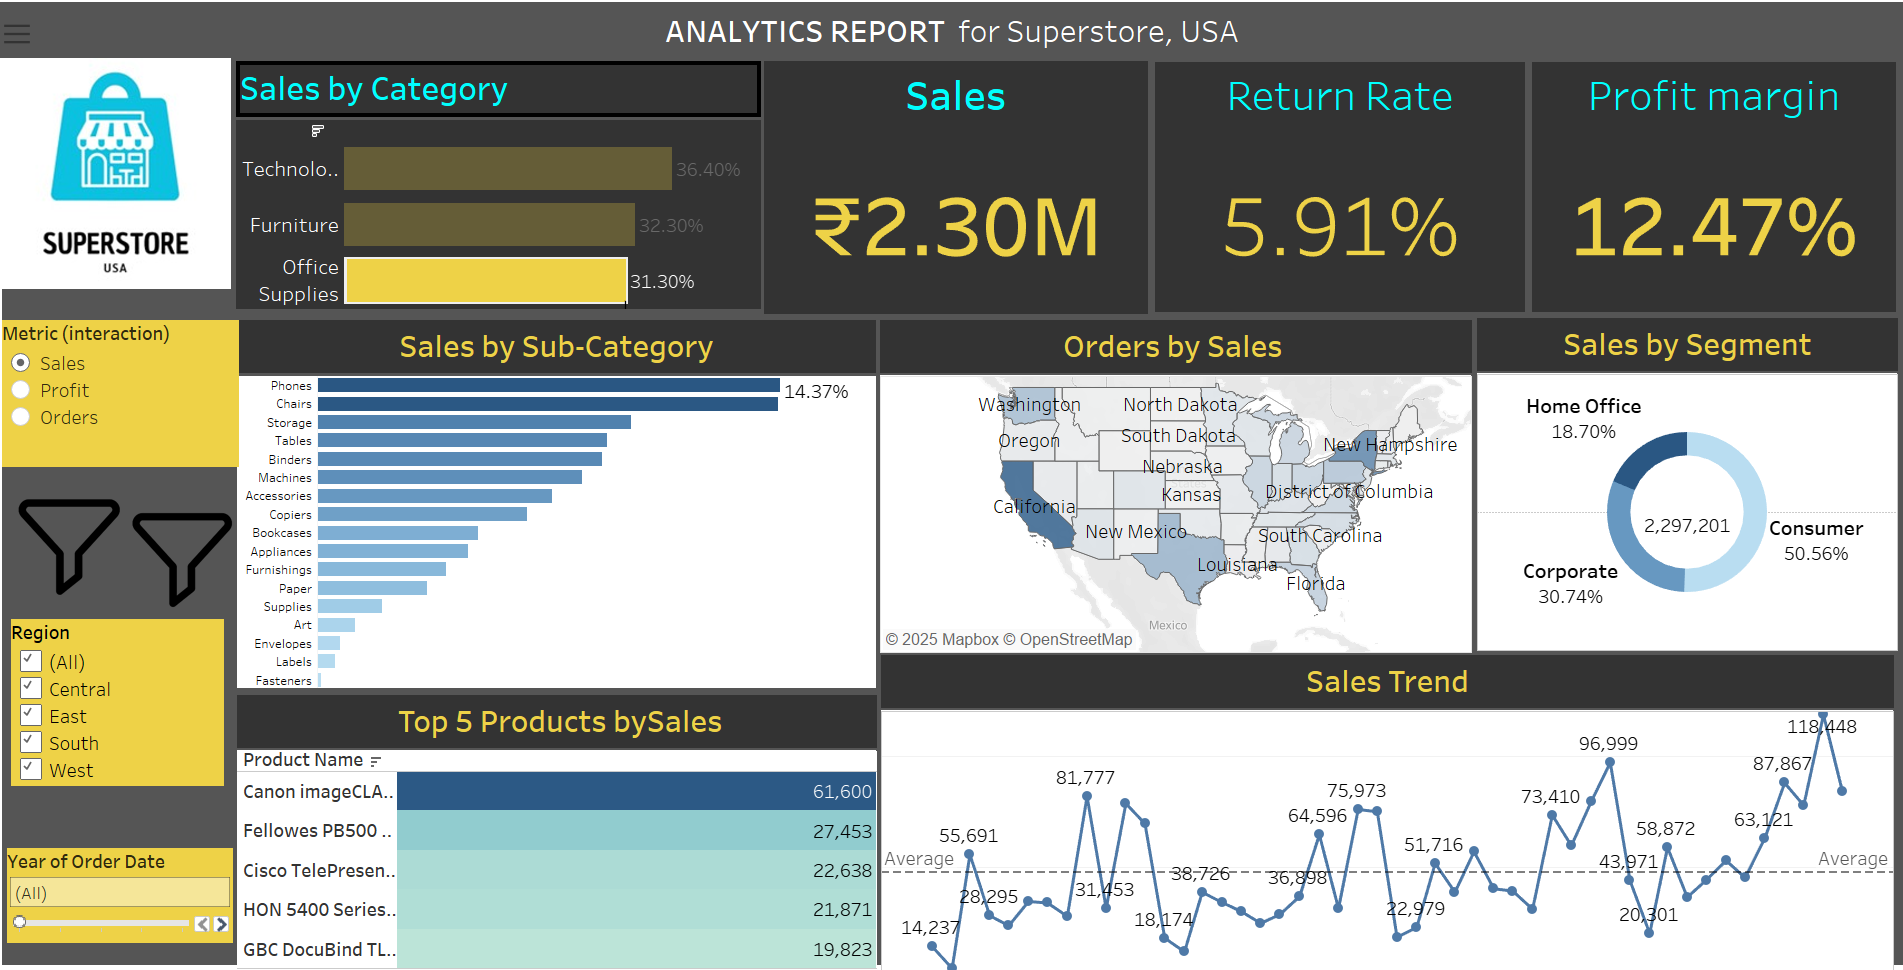 ANALYTICS REPORT for Superstore, USA
SUPERSTORE
USA
Sales by Category
Technolo..
36.40%
Furniture
32.30%
Office
Supplies
31.30%
Sales
₹2.30M
Return Rate
5.91%
Profit margin
12.47%
Metric (interaction)
Sales
Profit
Orders
Region
(All)
Central
East
South
West
Year of Order Date
(All)
Sales by Sub-Category
Phones
14.37%
Chairs
Storage
Tables
Binders
Machines
Accessories
Copiers
Bookcases
Appliances
Furnishings
Paper
Supplies
Art
Envelopes
Labels
Fasteners
Orders by Sales
Washington
North Dakota
Oregon
South Dakota
New Hampshire
Nebraska
Kansas
District of Columbia
California
New Mexico
South Carolina
Louisiana
Florida
Mexico
© 2025 Mapbox © OpenStreetMap
Sales by Segment
Home Office
18.70%
2,297,201
Consumer
50.56%
Corporate
30.74%
Top 5 Products bySales
Product Name
Canon imageCLA.. 61,600
Fellowes PB500 .. 27,453
Cisco TelePresen.. 22,638
HON 5400 Series.. 21,871
GBC DocuBind TL.. 19,823
Sales Trend
Average
Average
14,237
55,691
28,295
81,777
31,453
18,174
38,726
36,898
64,596
75,973
22,979
51,716
73,410
96,999
43,971
20,301
58,872
63,121
87,867
118,448